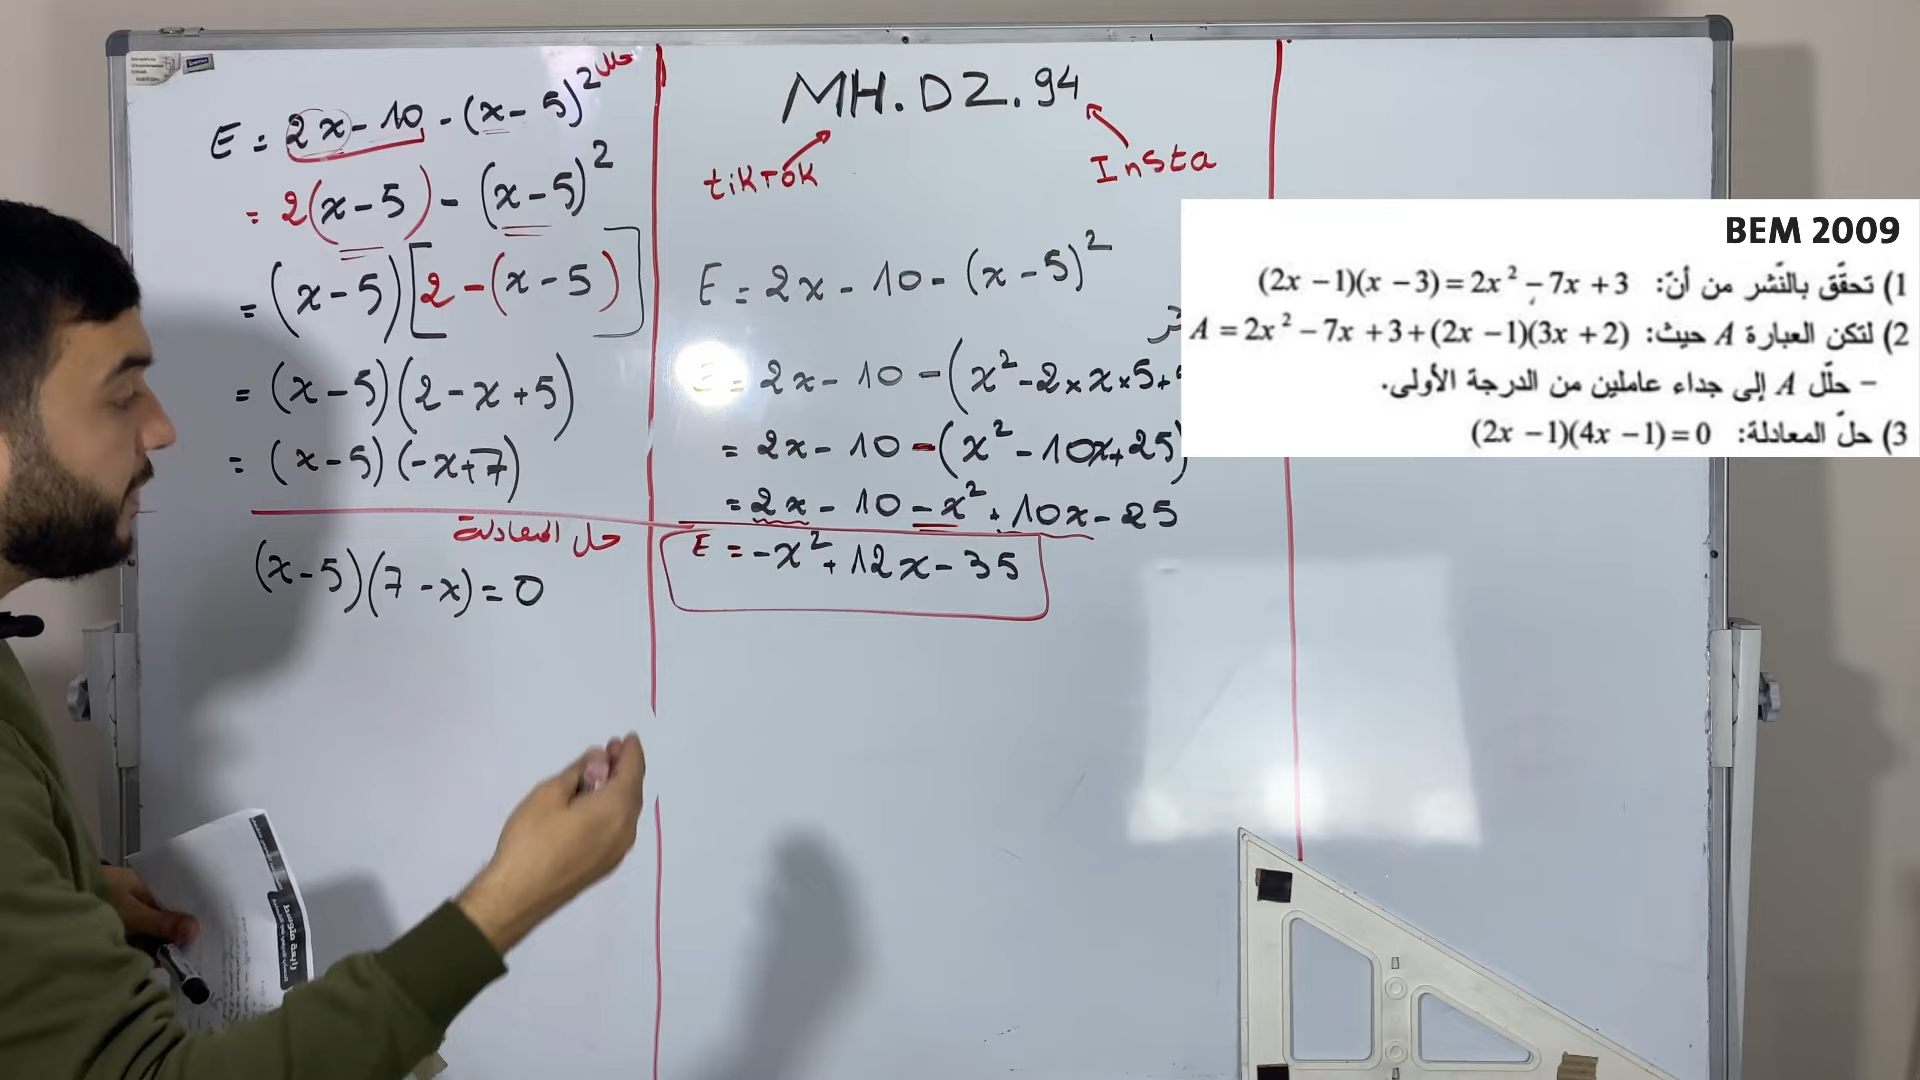 E = 2x - 10 - (x - 5)² حلل
= 2(x - 5) - (x - 5)²
= (x - 5)[2 - (x - 5)]
= (x - 5)(2 - x + 5)
= (x - 5)(-x + 7)
حل المعادلة
(x - 5)(7 - x) = 0
MH.DZ.94
tikTok
Insta
E = 2x - 10 - (x - 5)²
E = 2x - 10 - (x² - 2 × x × 5 +
= 2x - 10 - (x² - 10x + 25)
= 2x - 10 - x² + 10x - 25
E = -x² + 12x - 35
BEM 2009
1) تحقّق بالنّشر من أنّ: (2x − 1)(x − 3) = 2x² − 7x + 3
2) لتكن العبارة A حيث: A = 2x² − 7x + 3 + (2x − 1)(3x + 2)
– حلّل A إلى جداء عاملين من الدرجة الأولى.
3) حلّ المعادلة: (2x − 1)(4x − 1) = 0
رابعة متوسط